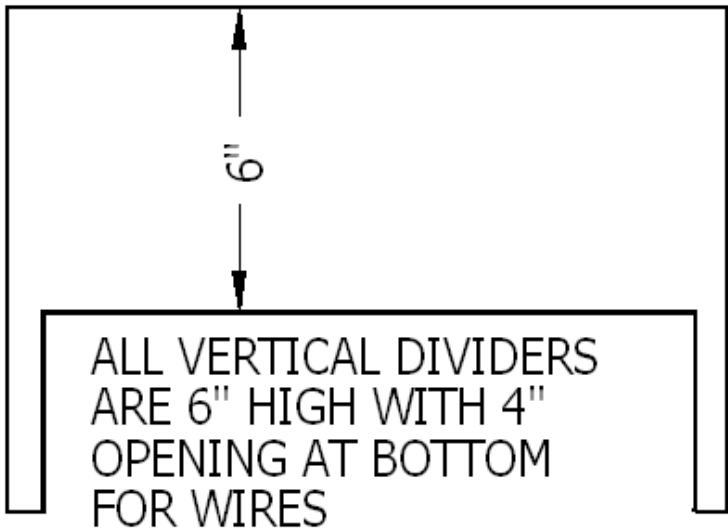 6"
ALL VERTICAL DIVIDERS
ARE 6" HIGH WITH 4"
OPENING AT BOTTOM
FOR WIRES